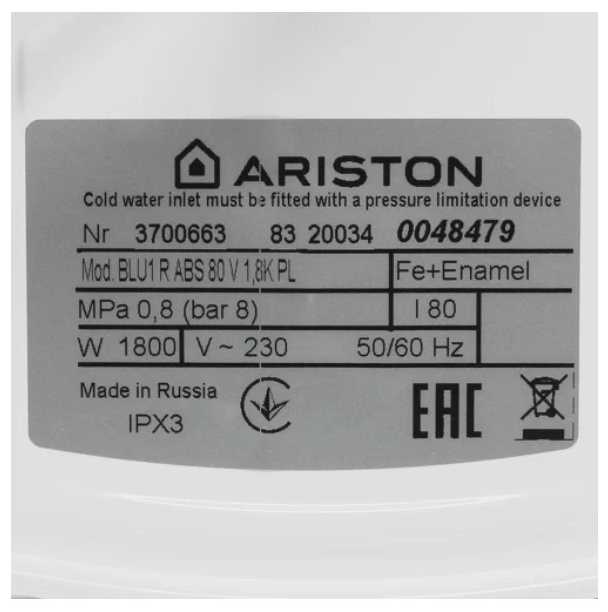 ARISTON
Cold water inlet must be fitted with a pressure limitation device
Nr 3700663 83 20034 0048479
Mod. BLU1 R ABS 80 V 1,8K PL Fe+Enamel
MPa 0,8 (bar 8) l 80
W 1800 V ~ 230 50/60 Hz
Made in Russia
IPX3
EAC